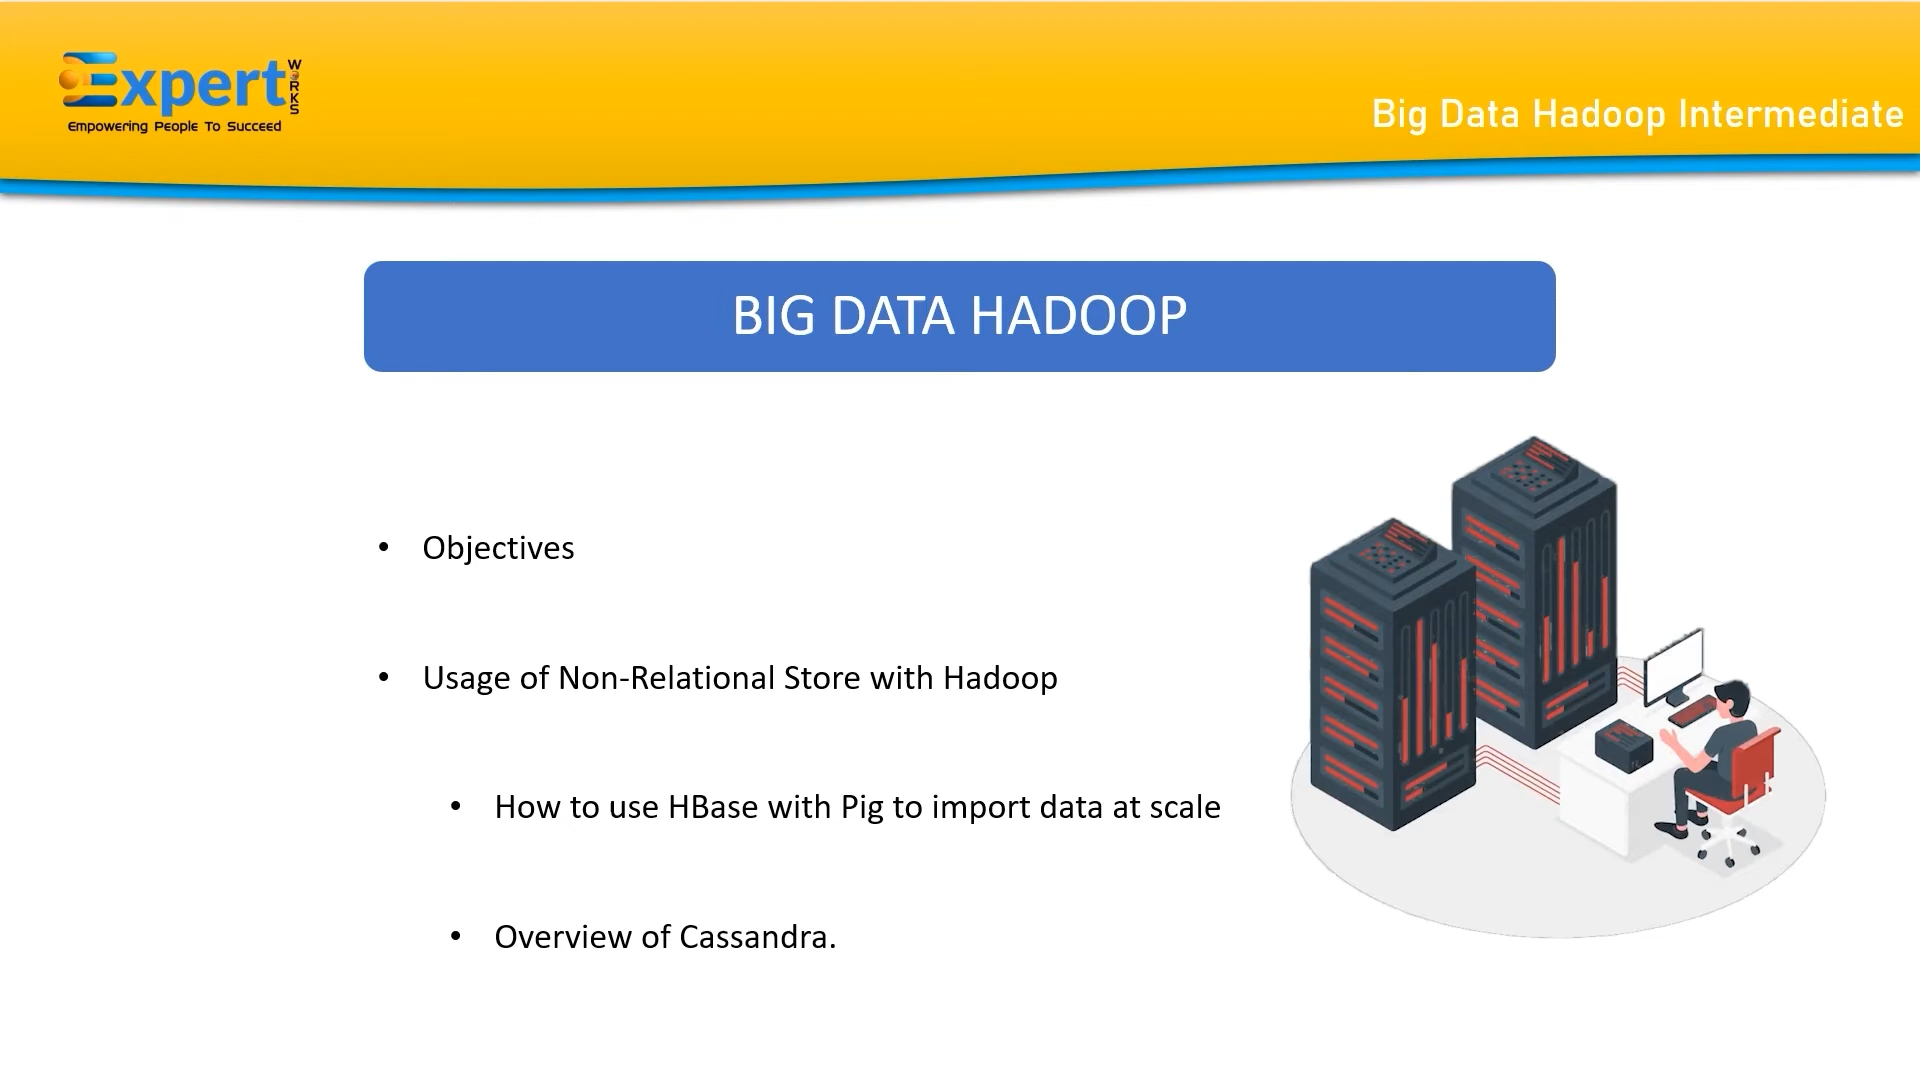 Expert WORKS
Empowering People To Succeed
Big Data Hadoop Intermediate
BIG DATA HADOOP
• Objectives
• Usage of Non-Relational Store with Hadoop
• How to use HBase with Pig to import data at scale
• Overview of Cassandra.